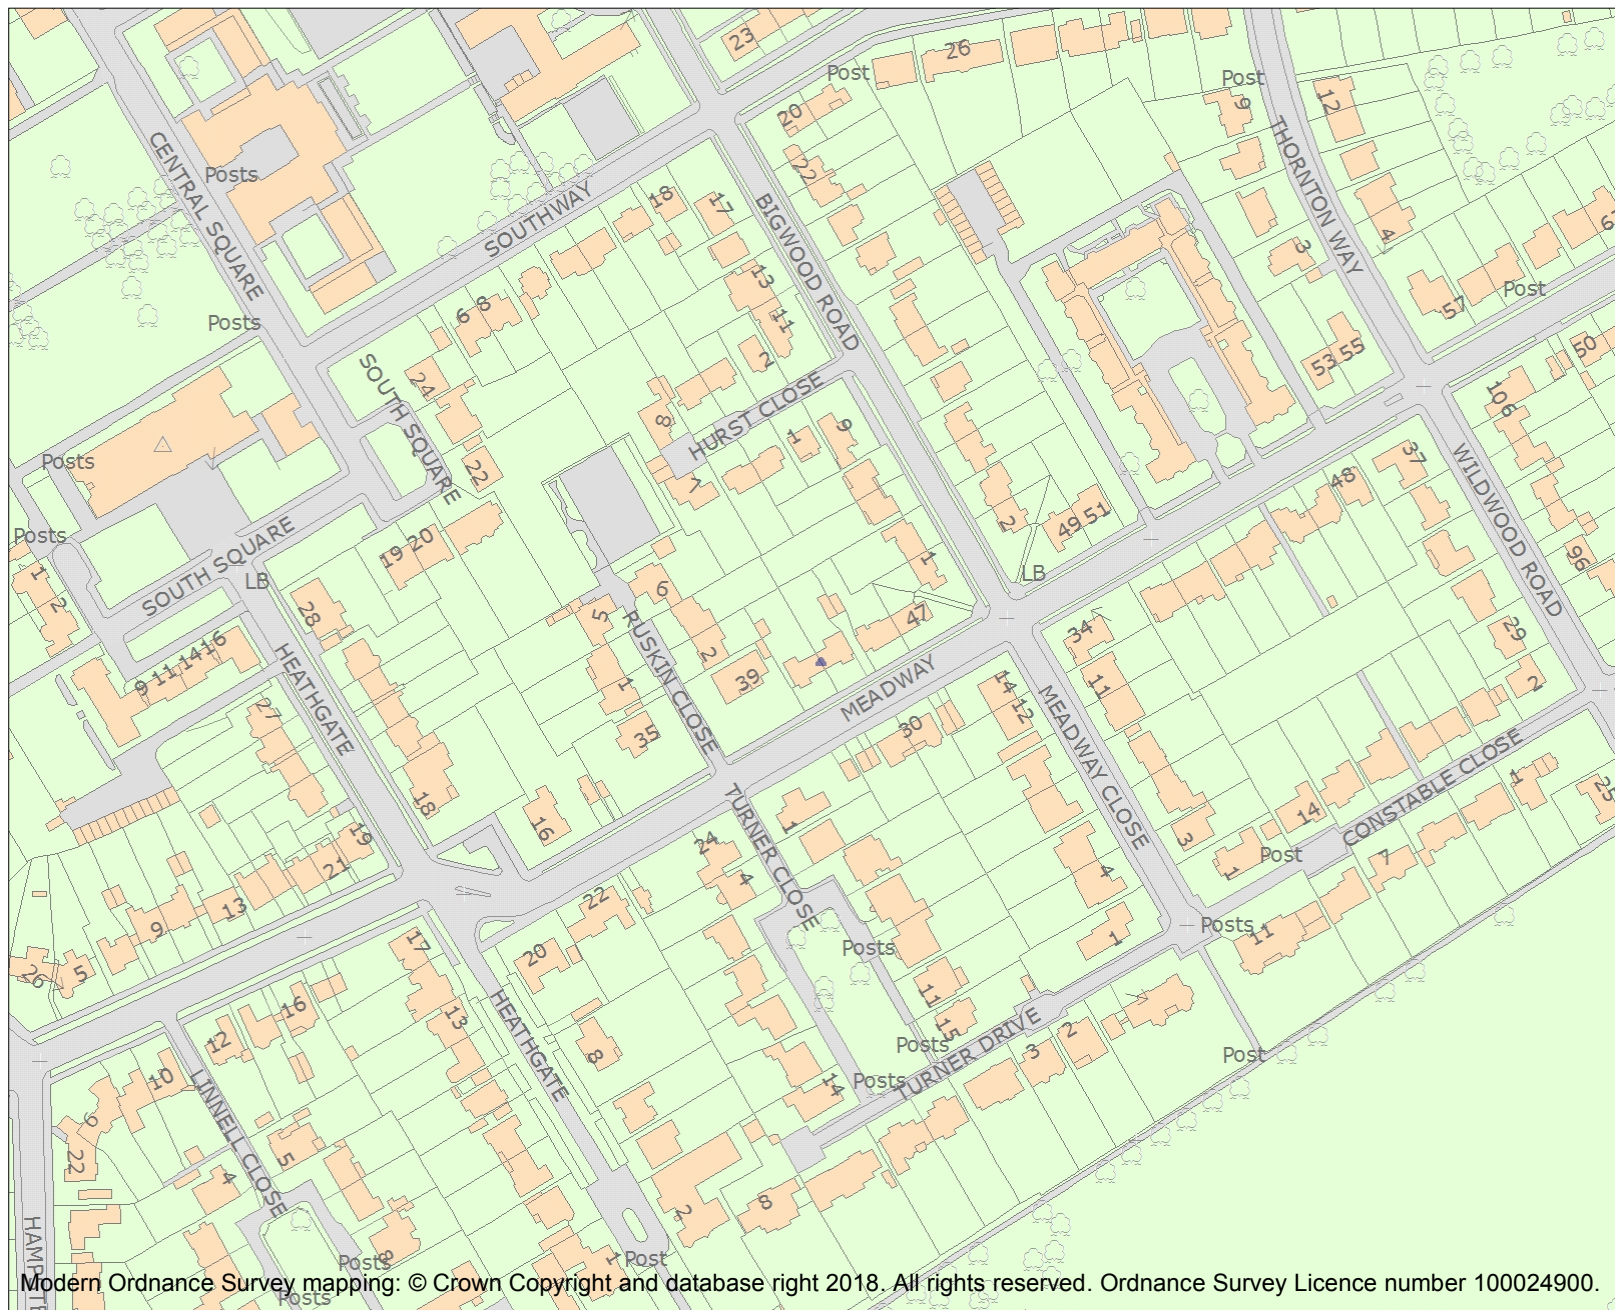 23
26
Post
Post
20
9
12
CENTRAL SQUARE
THORNTON WAY
Posts
22
18
17
BIGWOOD ROAD
SOUTHWAY
6
4
3
13
Post
57
6 8
11
Posts
SOUTH SQUARE
24
2
53 55
50
HURST CLOSE
106
8
9
1
Posts
22
7
37
48
WILDWOOD ROAD
2
49 51
Posts
SOUTH SQUARE
19 20
96
1
LB
LB
1
2
28
6
5
RUSKIN CLOSE
47
34
29
HEATHGATE
2
9 11 14 16
39
MEADWAY
1
11
2
14 12
27
35
30
MEADWAY CLOSE
CONSTABLE CLOSE
1
25
18
16
TURNER CLOSE
1
14
19
24
3
21
4
4
1
Post
7
22
13
9
Posts
1
11
17
20
Posts
26
5
11
HEATHGATE
16
13
15
TURNER DRIVE
12
8
Posts
3
2
Post
10
LINNELL CLOSE
14
Posts
6
22
5
4
2
8
HAMPSTE
Posts
8
1
Post
Modern Ordnance Survey mapping: © Crown Copyright and database right 2018. All rights reserved. Ordnance Survey Licence number 100024900.
Posts